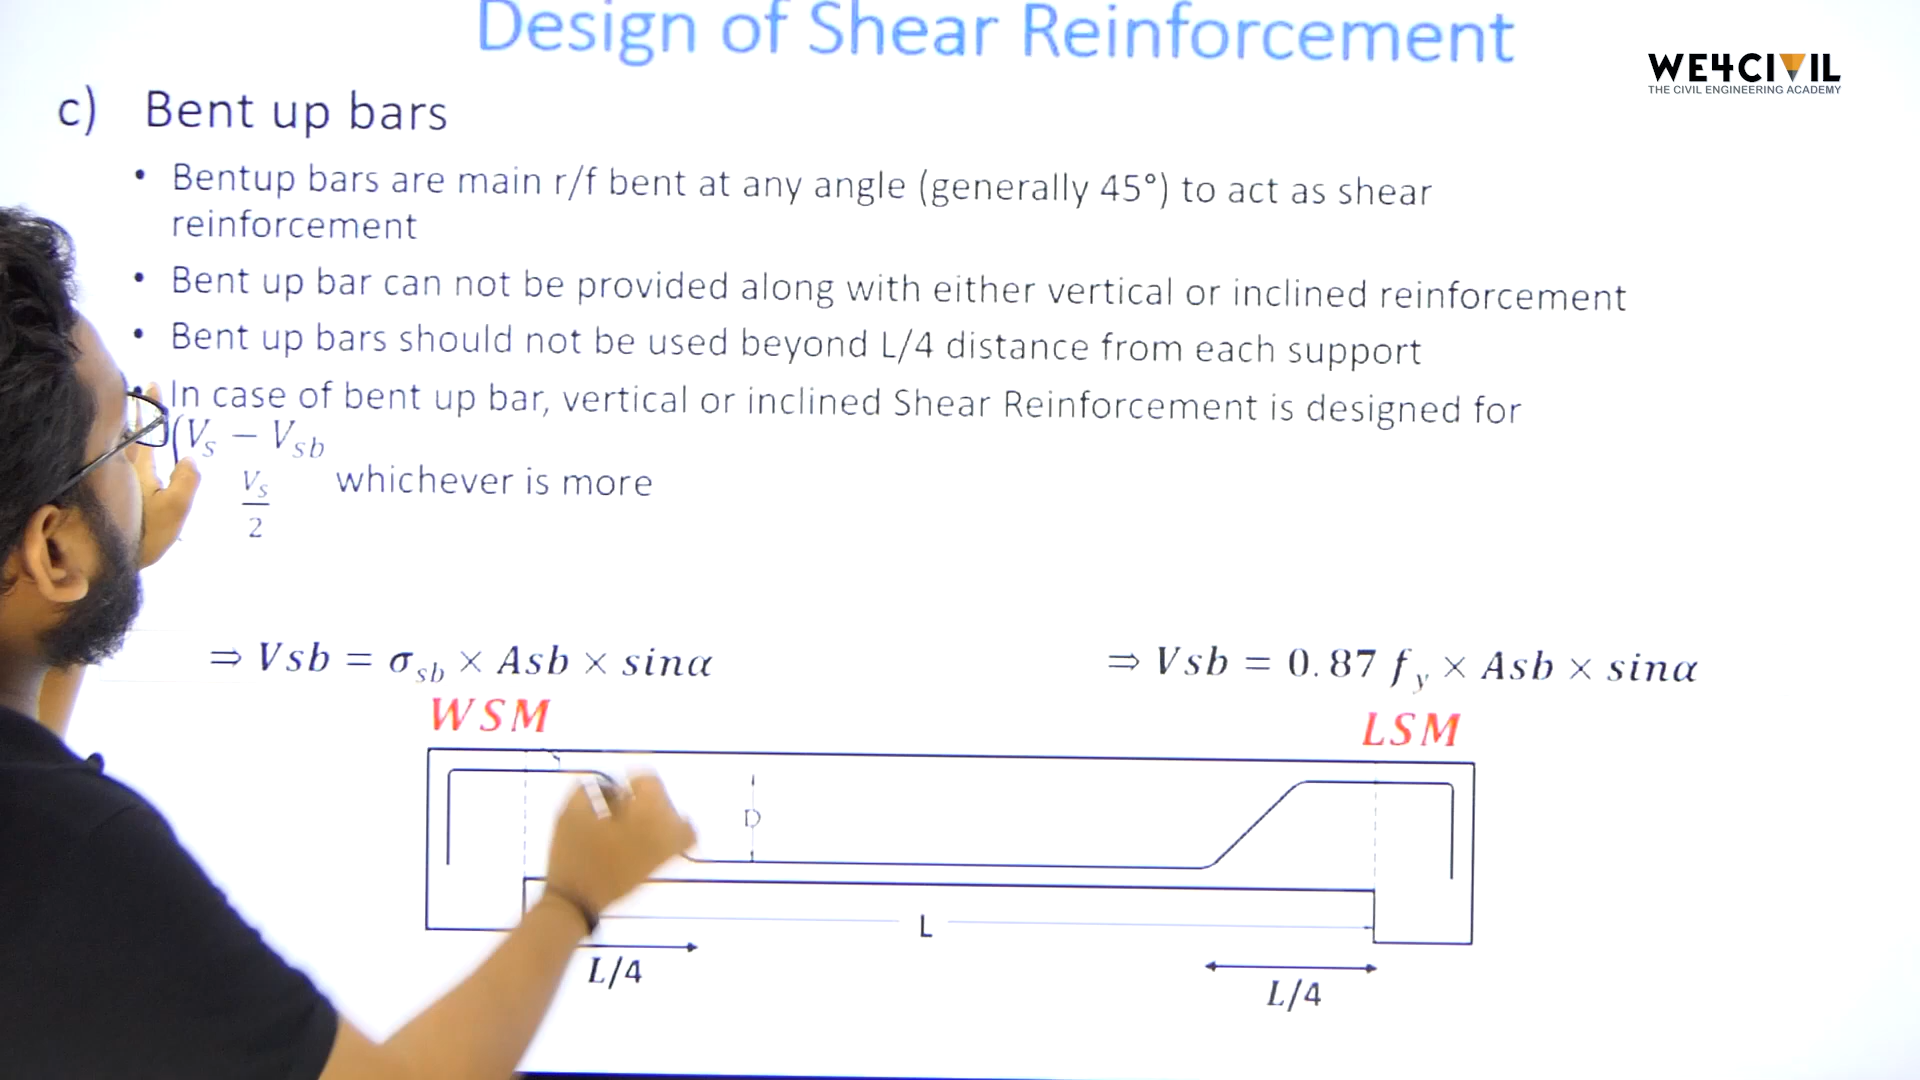 Design of Shear Reinforcement
WE4CIVIL
THE CIVIL ENGINEERING ACADEMY
c) Bent up bars
• Bentup bars are main r/f bent at any angle (generally 45°) to act as shear
reinforcement
• Bent up bar can not be provided along with either vertical or inclined reinforcement
• Bent up bars should not be used beyond L/4 distance from each support
• In case of bent up bar, vertical or inclined Shear Reinforcement is designed for
(Vs − Vsb
Vs/2 whichever is more
⇒ Vsb = σsb × Asb × sinα
⇒ Vsb = 0.87 fy × Asb × sinα
WSM
LSM
D
L
L/4
L/4